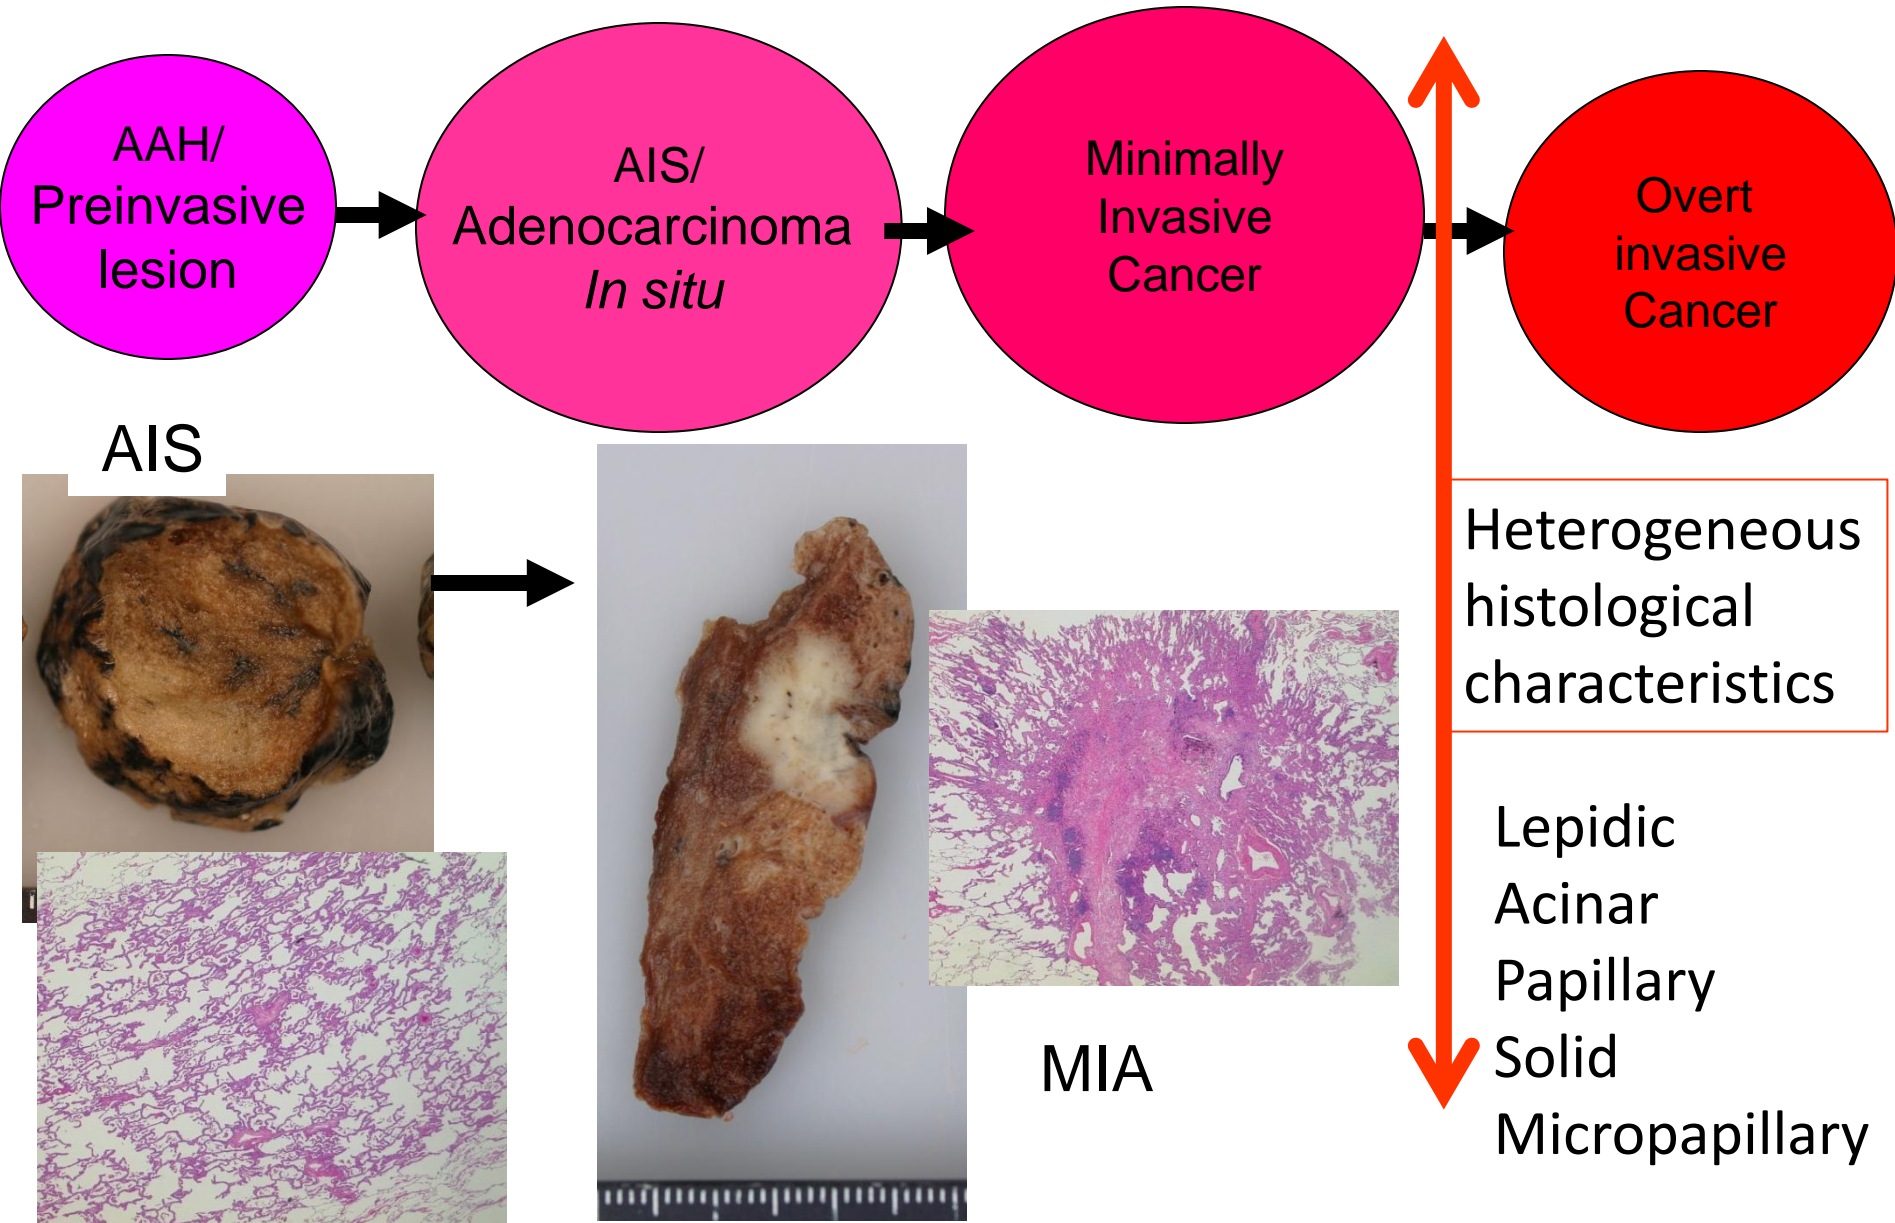 AAH/
Preinvasive
lesion
AIS/
Adenocarcinoma
In situ
Minimally
Invasive
Cancer
Overt
invasive
Cancer
AIS
MIA
Heterogeneous
histological
characteristics
Lepidic
Acinar
Papillary
Solid
Micropapillary